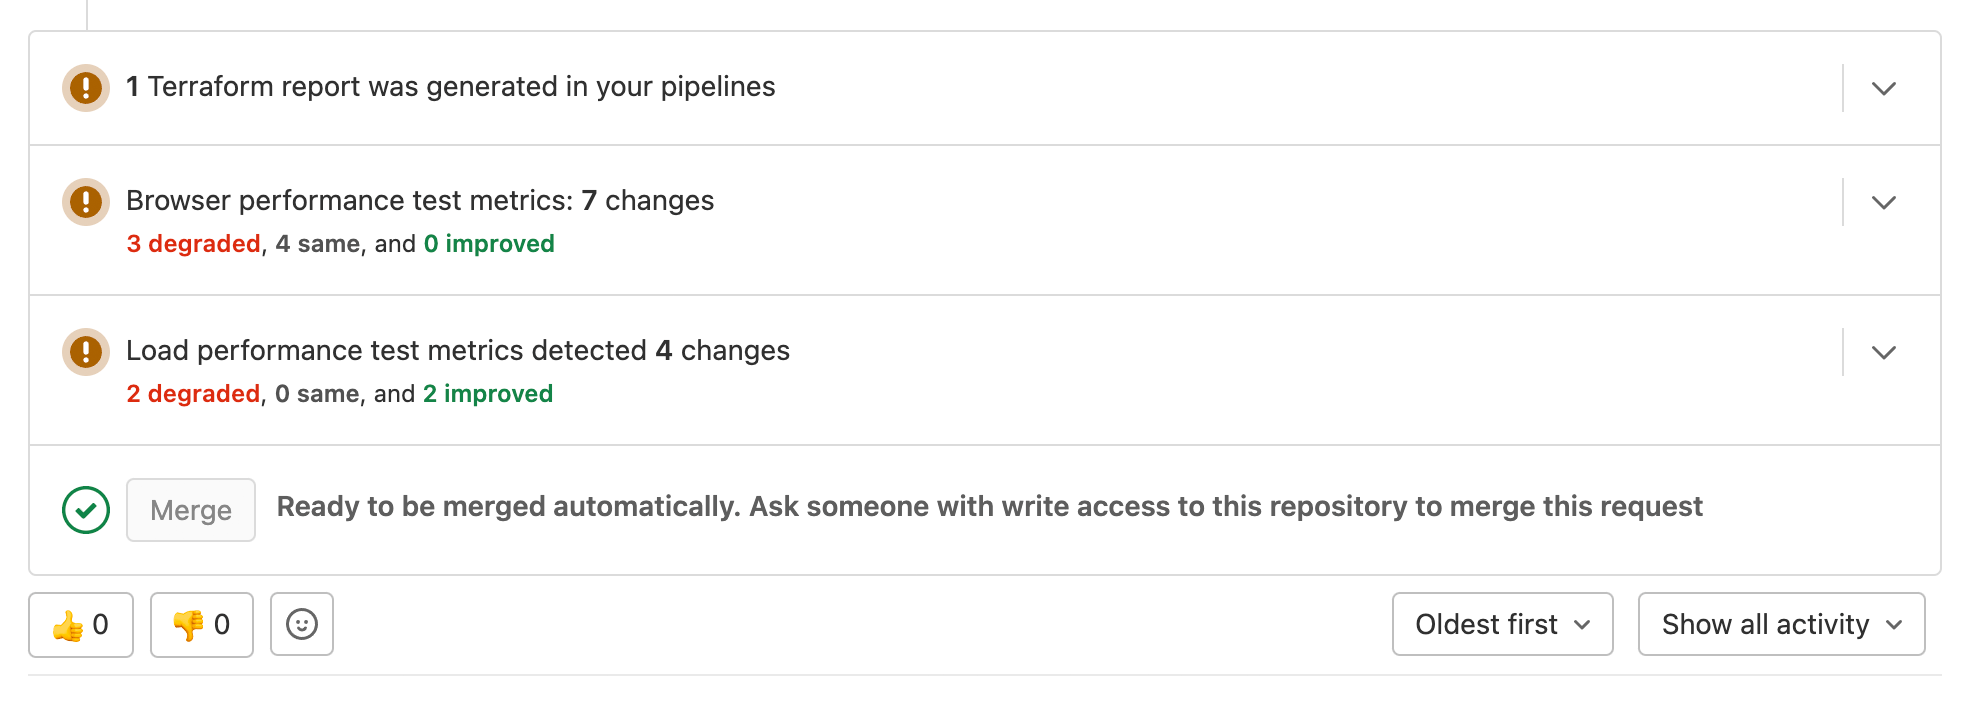 1 Terraform report was generated in your pipelines
Browser performance test metrics: 7 changes
3 degraded, 4 same, and 0 improved
Load performance test metrics detected 4 changes
2 degraded, 0 same, and 2 improved
Merge Ready to be merged automatically. Ask someone with write access to this repository to merge this request
👍 0 👎 0 Oldest first Show all activity